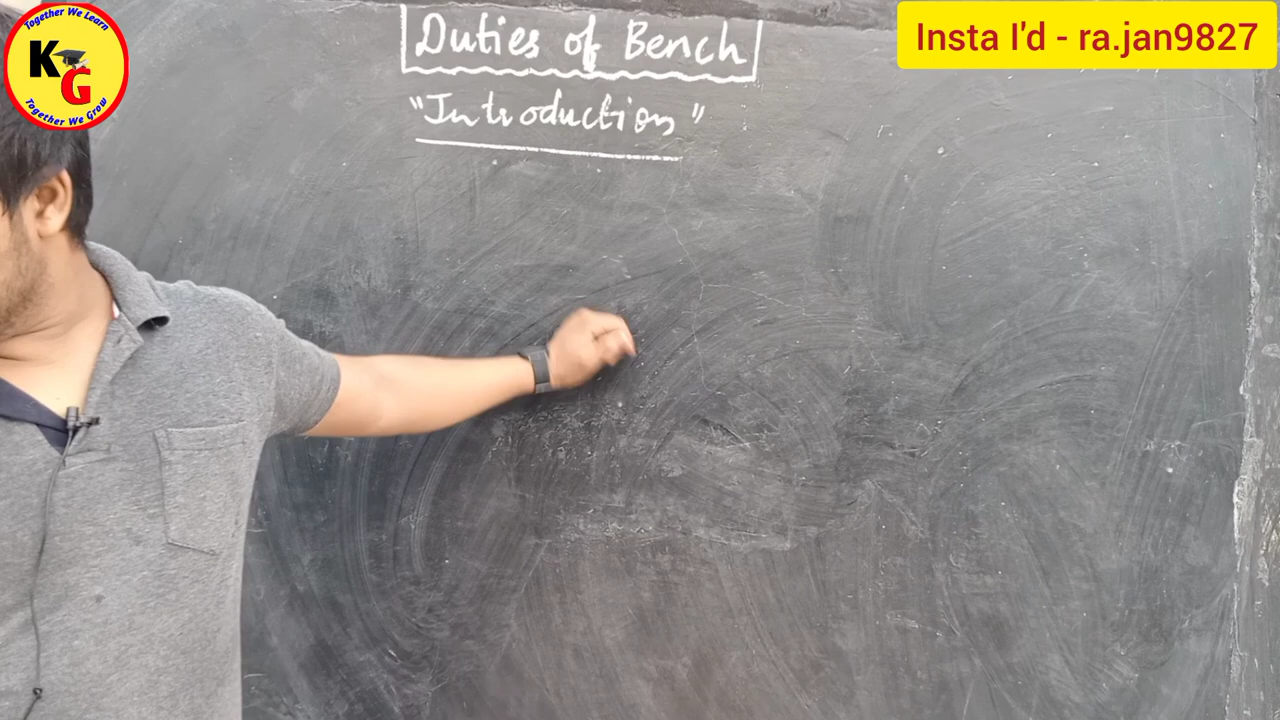 Together We Learn
KG
Together We Grow
Insta I'd - ra.jan9827
Duties of Bench
"Introduction"